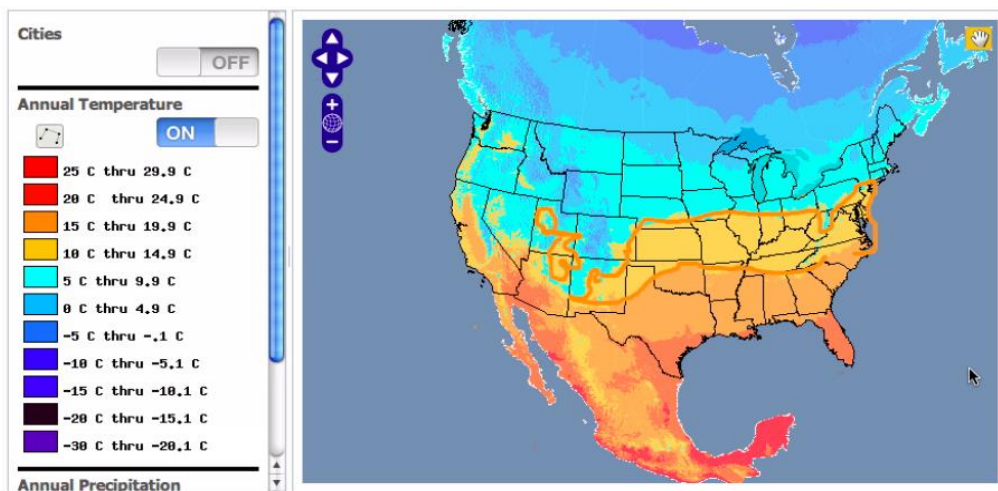 Cities
OFF
Annual Temperature
ON
25 C thru 29.9 C
20 C thru 24.9 C
15 C thru 19.9 C
10 C thru 14.9 C
5 C thru 9.9 C
0 C thru 4.9 C
-5 C thru -.1 C
-10 C thru -5.1 C
-15 C thru -10.1 C
-20 C thru -15.1 C
-30 C thru -20.1 C
Annual Precipitation